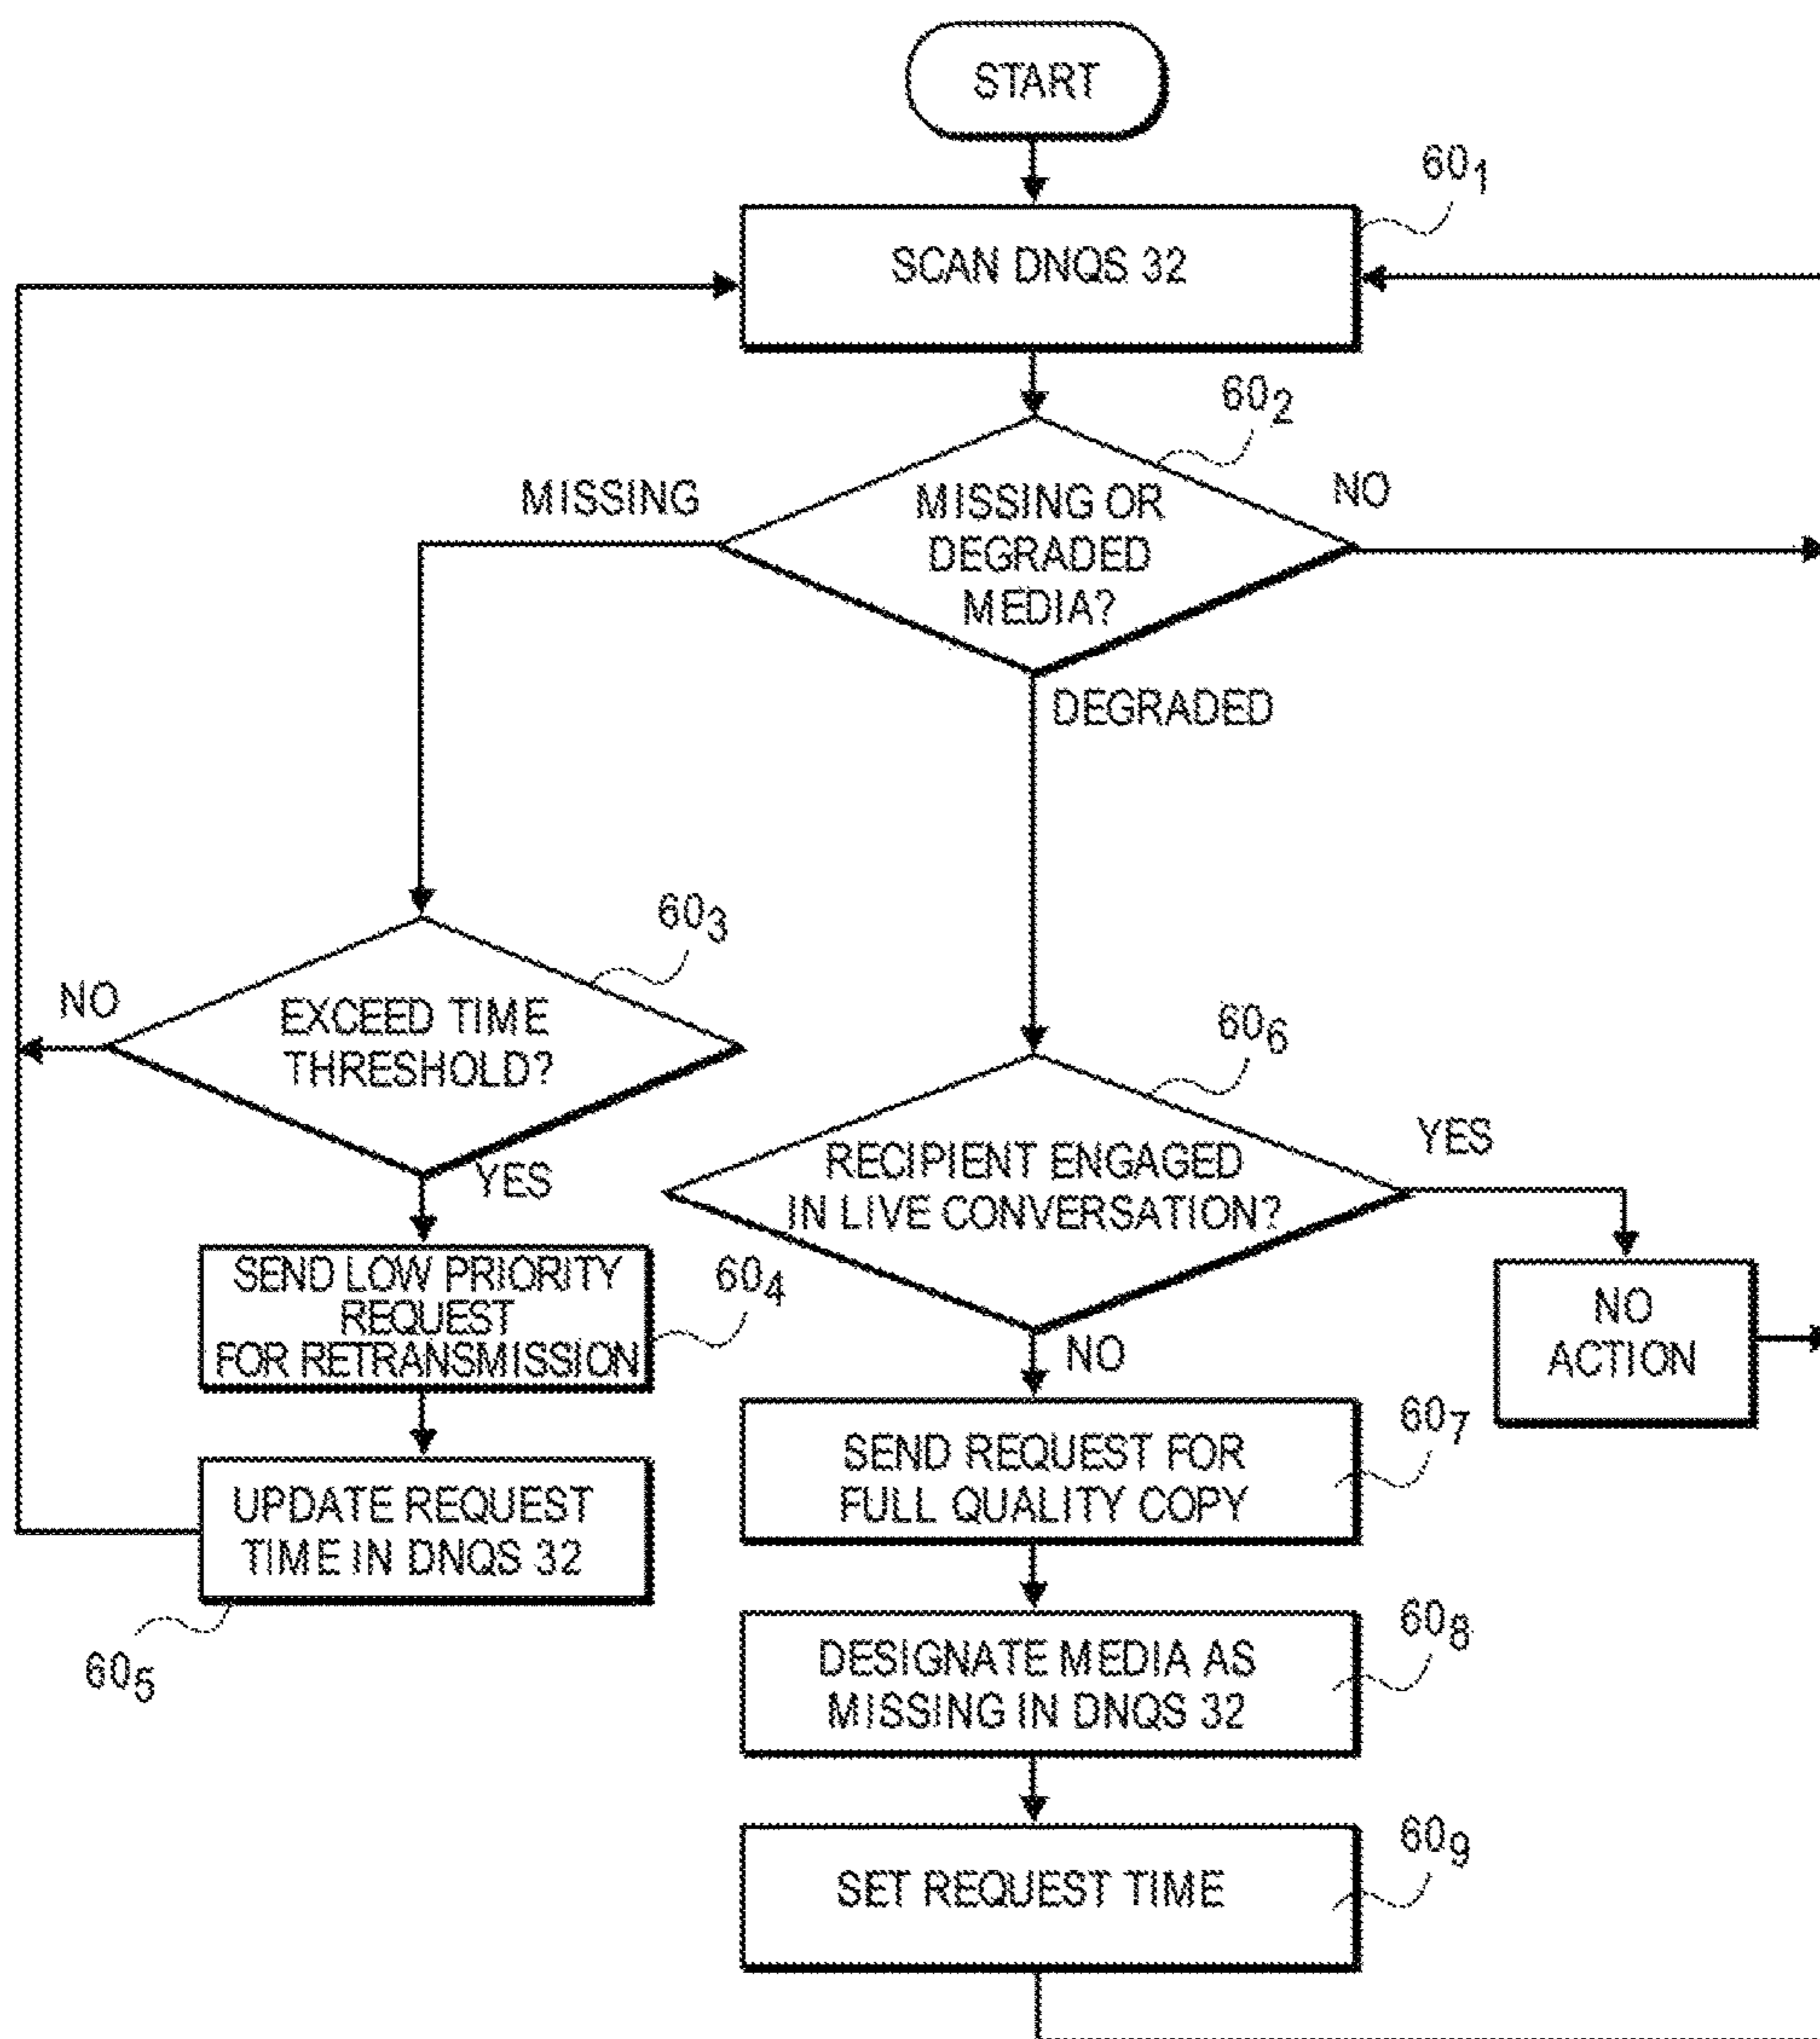 START
60₁
SCAN DNQS 32
60₂
MISSING
MISSING OR
DEGRADED
MEDIA?
NO
DEGRADED
60₃
NO
EXCEED TIME
THRESHOLD?
YES
60₆
RECIPIENT ENGAGED
IN LIVE CONVERSATION?
YES
SEND LOW PRIORITY
REQUEST
FOR RETRANSMISSION
60₄
NO
ACTION
NO
60₇
SEND REQUEST FOR
FULL QUALITY COPY
UPDATE REQUEST
TIME IN DNQS 32
60₅
60₈
DESIGNATE MEDIA AS
MISSING IN DNQS 32
60₉
SET REQUEST TIME